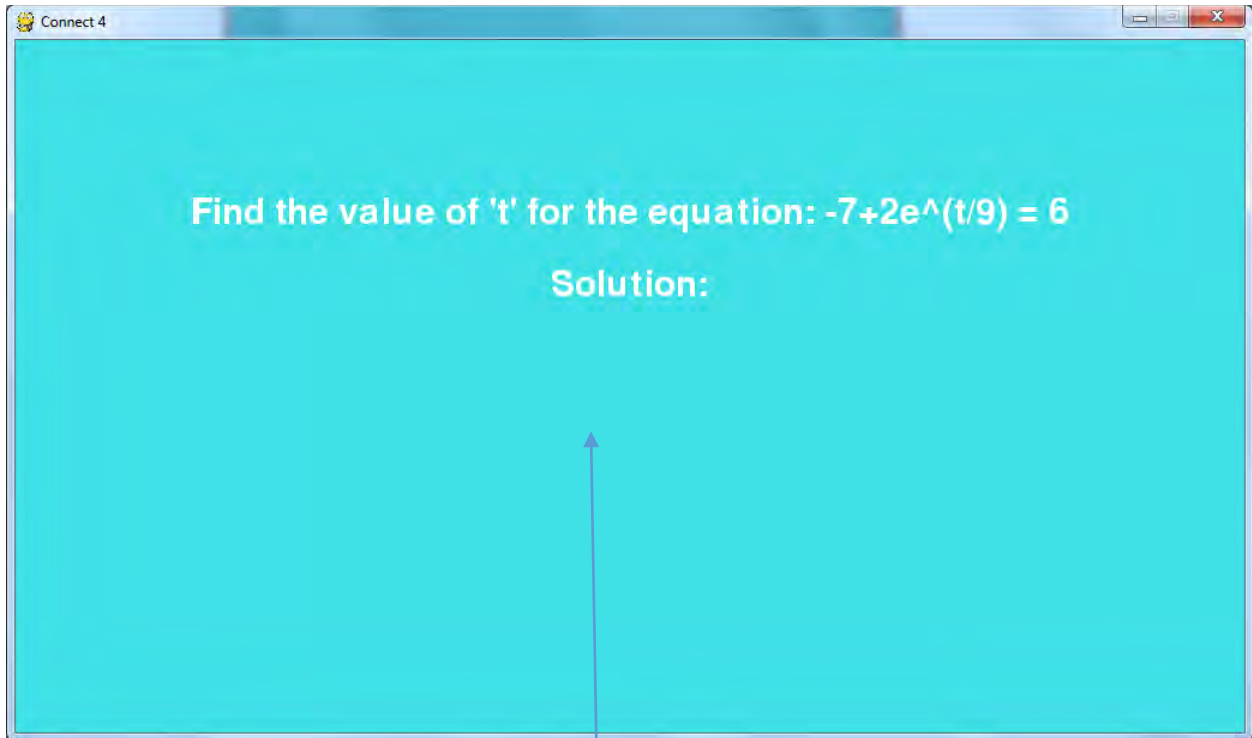 Connect 4
Find the value of 't' for the equation: -7+2e^(t/9) = 6
Solution: